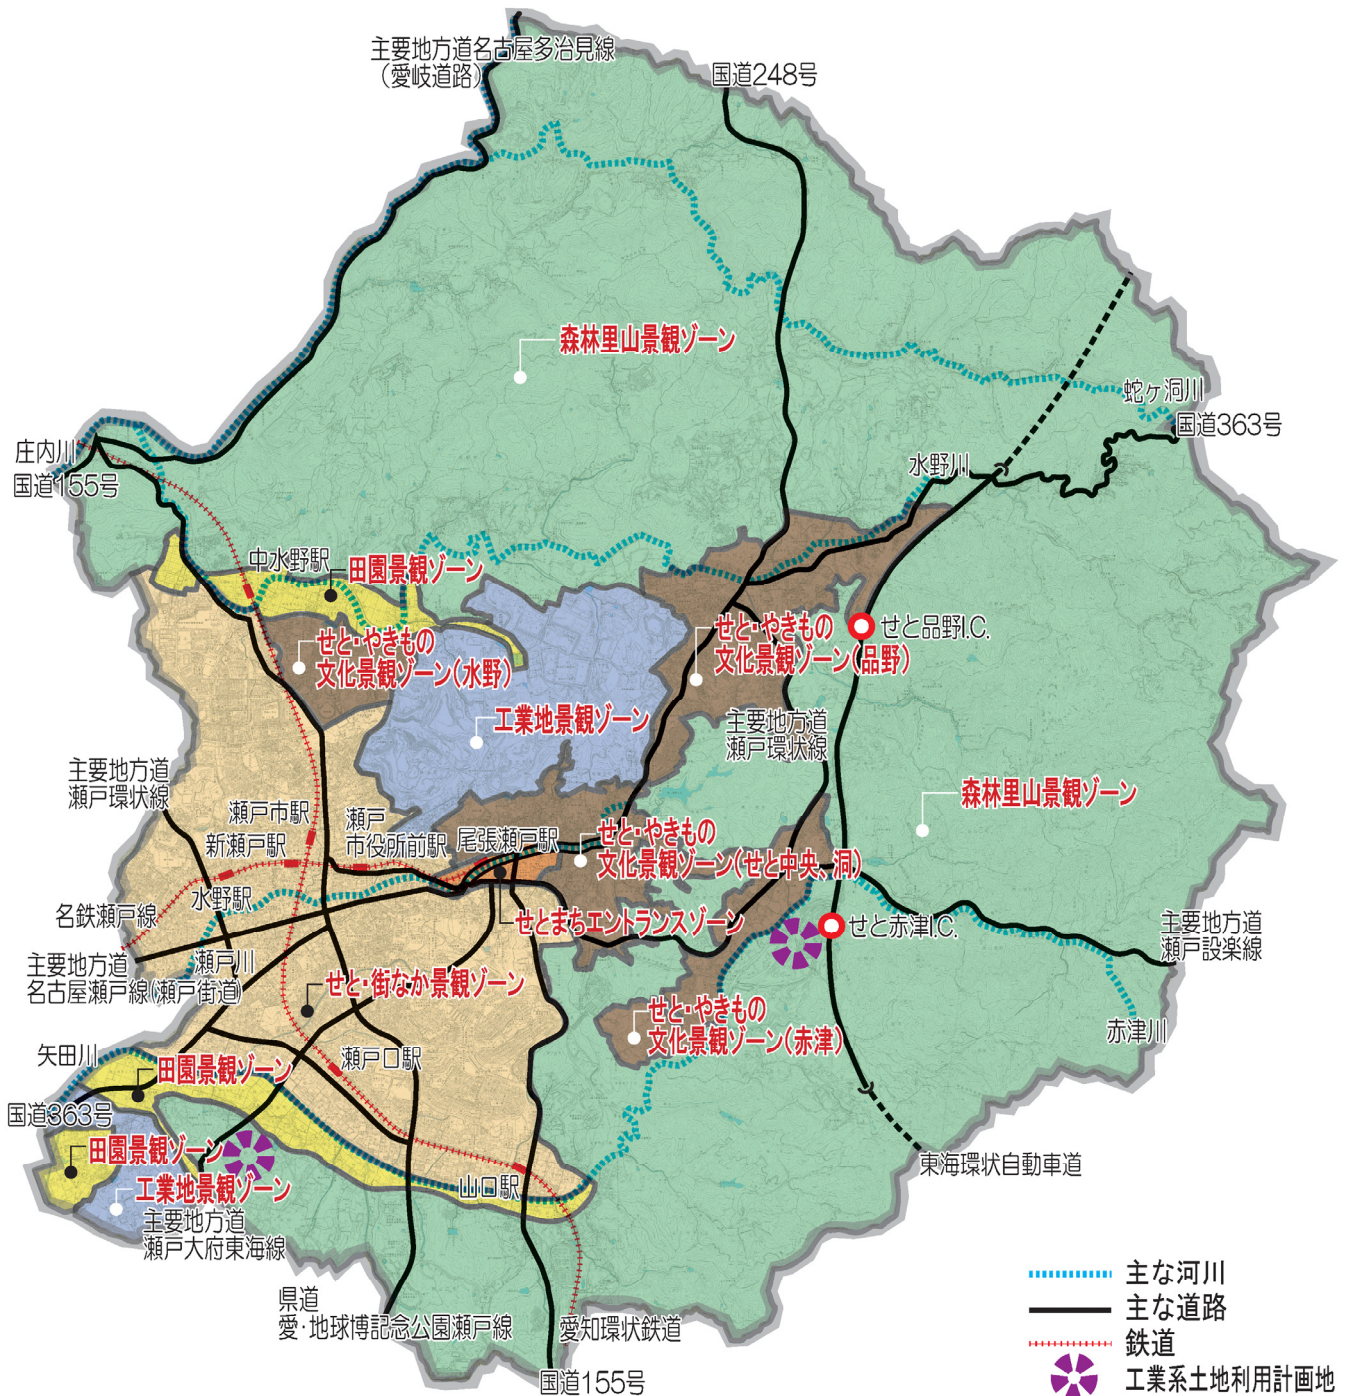 主要地方道名古屋多治見線
（愛岐道路）
国道248号
森林里山景観ゾーン
蛇ヶ洞川
国道363号
庄内川
国道155号
水野川
中水野駅
田園景観ゾーン
せと・やきもの
文化景観ゾーン(水野)
せと・やきもの
文化景観ゾーン(品野)
せと品野I.C.
工業地景観ゾーン
主要地方道
瀬戸環状線
主要地方道
瀬戸環状線
森林里山景観ゾーン
瀬戸市駅
新瀬戸駅
瀬戸
市役所前駅
尾張瀬戸駅
せと・やきもの
文化景観ゾーン(せと中央、洞)
水野駅
名鉄瀬戸線
せとまちエントランスゾーン
せと赤津I.C.
主要地方道
瀬戸設楽線
主要地方道
名古屋瀬戸線(瀬戸街道)
瀬戸川
せと・街なか景観ゾーン
せと・やきもの
文化景観ゾーン(赤津)
赤津川
矢田川
田園景観ゾーン
瀬戸口駅
国道363号
田園景観ゾーン
工業地景観ゾーン
山口駅
東海環状自動車道
主要地方道
瀬戸大府東海線
県道
愛・地球博記念公園瀬戸線
愛知環状鉄道
国道155号
主な河川
主な道路
鉄道
工業系土地利用計画地